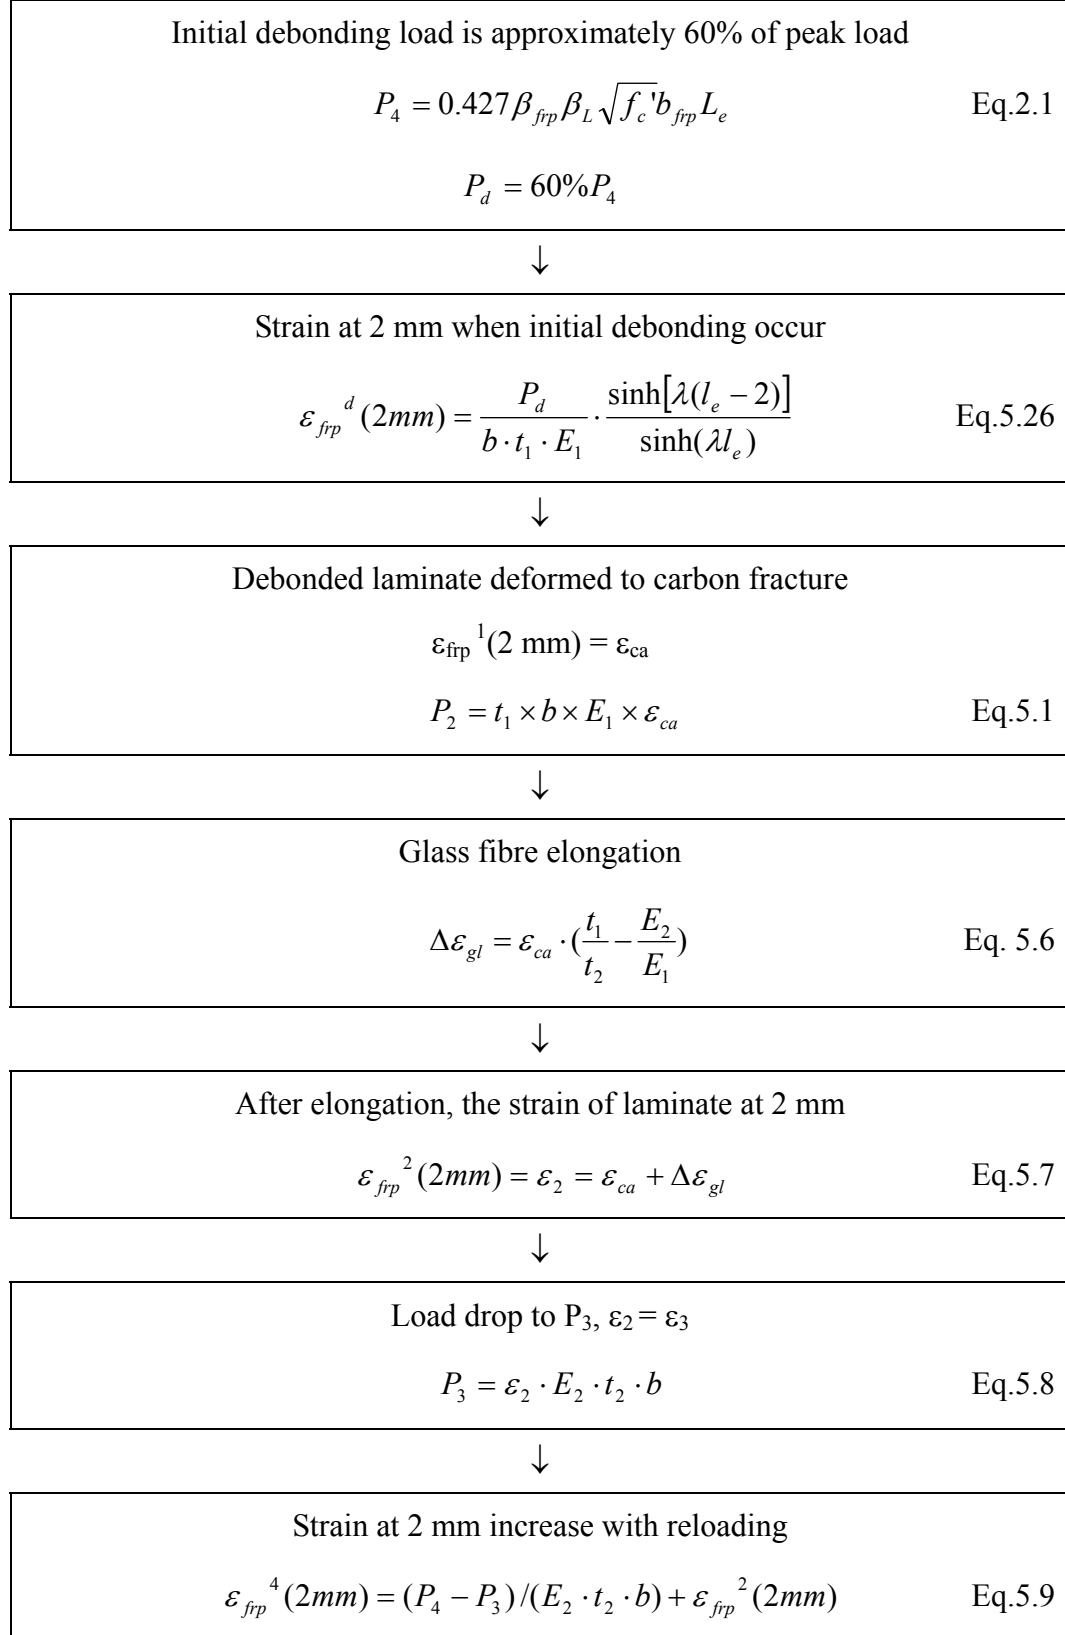 Initial debonding load is approximately 60% of peak load
P₄ = 0.427 β_frp β_L √f_c' b_frp L_e Eq.2.1
P_d = 60% P₄
↓
Strain at 2 mm when initial debonding occur
ε_frp^d (2mm) = P_d / (b · t₁ · E₁) · sinh[λ(l_e − 2)] / sinh(λl_e) Eq.5.26
↓
Debonded laminate deformed to carbon fracture
ε_frp^1 (2 mm) = ε_ca
P₂ = t₁ × b × E₁ × ε_ca Eq.5.1
↓
Glass fibre elongation
Δε_gl = ε_ca · (t₁/t₂ − E₂/E₁) Eq. 5.6
↓
After elongation, the strain of laminate at 2 mm
ε_frp^2 (2mm) = ε₂ = ε_ca + Δε_gl Eq.5.7
↓
Load drop to P₃, ε₂ = ε₃
P₃ = ε₂ · E₂ · t₂ · b Eq.5.8
↓
Strain at 2 mm increase with reloading
ε_frp^4 (2mm) = (P₄ − P₃)/(E₂ · t₂ · b) + ε_frp^2 (2mm) Eq.5.9